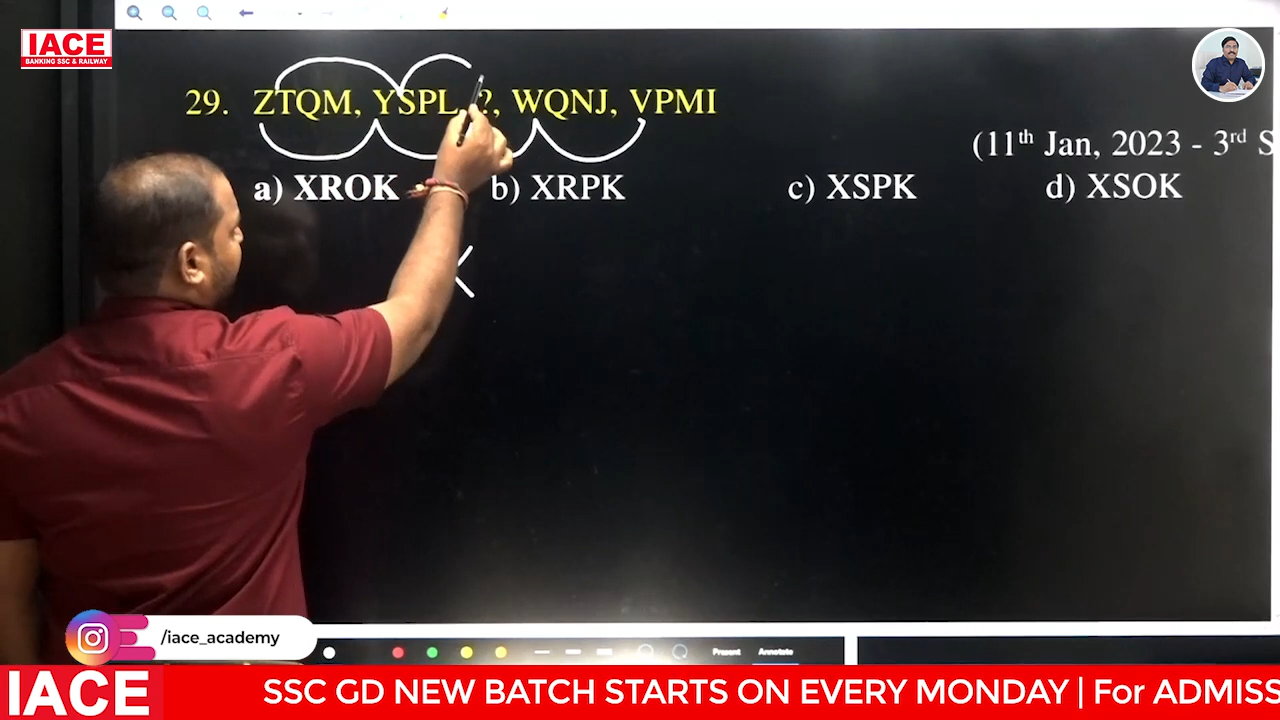 IACE
BANKING SSC & RAILWAY
29. ZTQM, YSPL, ?, WQNJ, VPMI
(11th Jan, 2023 - 3rd S
a) XROK b) XRPK c) XSPK d) XSOK
/iace_academy
Present Annotate
IACE SSC GD NEW BATCH STARTS ON EVERY MONDAY | For ADMISS